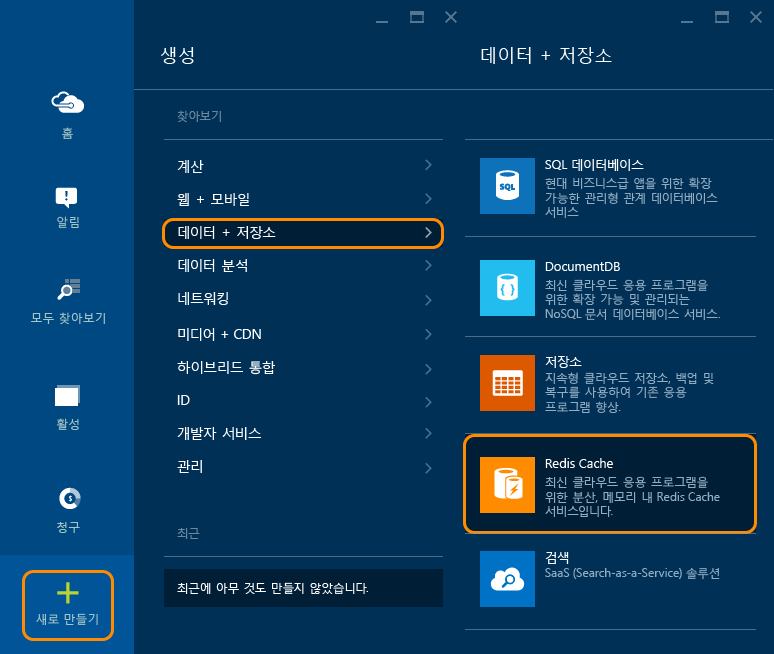 홈
알림
모두 찾아보기
활성
청구
새로 만들기
생성
찾아보기
계산
웹 + 모바일
데이터 + 저장소
데이터 분석
네트워킹
미디어 + CDN
하이브리드 통합
ID
개발자 서비스
관리
최근
최근에 아무 것도 만들지 않았습니다.
데이터 + 저장소
SQL
SQL 데이터베이스
현대 비즈니스급 앱을 위한 확장
가능한 관리형 관계 데이터베이스
서비스
DocumentDB
최신 클라우드 응용 프로그램을
위한 확장 가능 및 관리되는
NoSQL 문서 데이터베이스 서비스.
저장소
지속형 클라우드 저장소, 백업 및
복구를 사용하여 기존 응용
프로그램 향상.
Redis Cache
최신 클라우드 응용 프로그램을
위한 분산, 메모리 내 Redis Cache
서비스입니다.
검색
SaaS (Search-as-a-Service) 솔루션